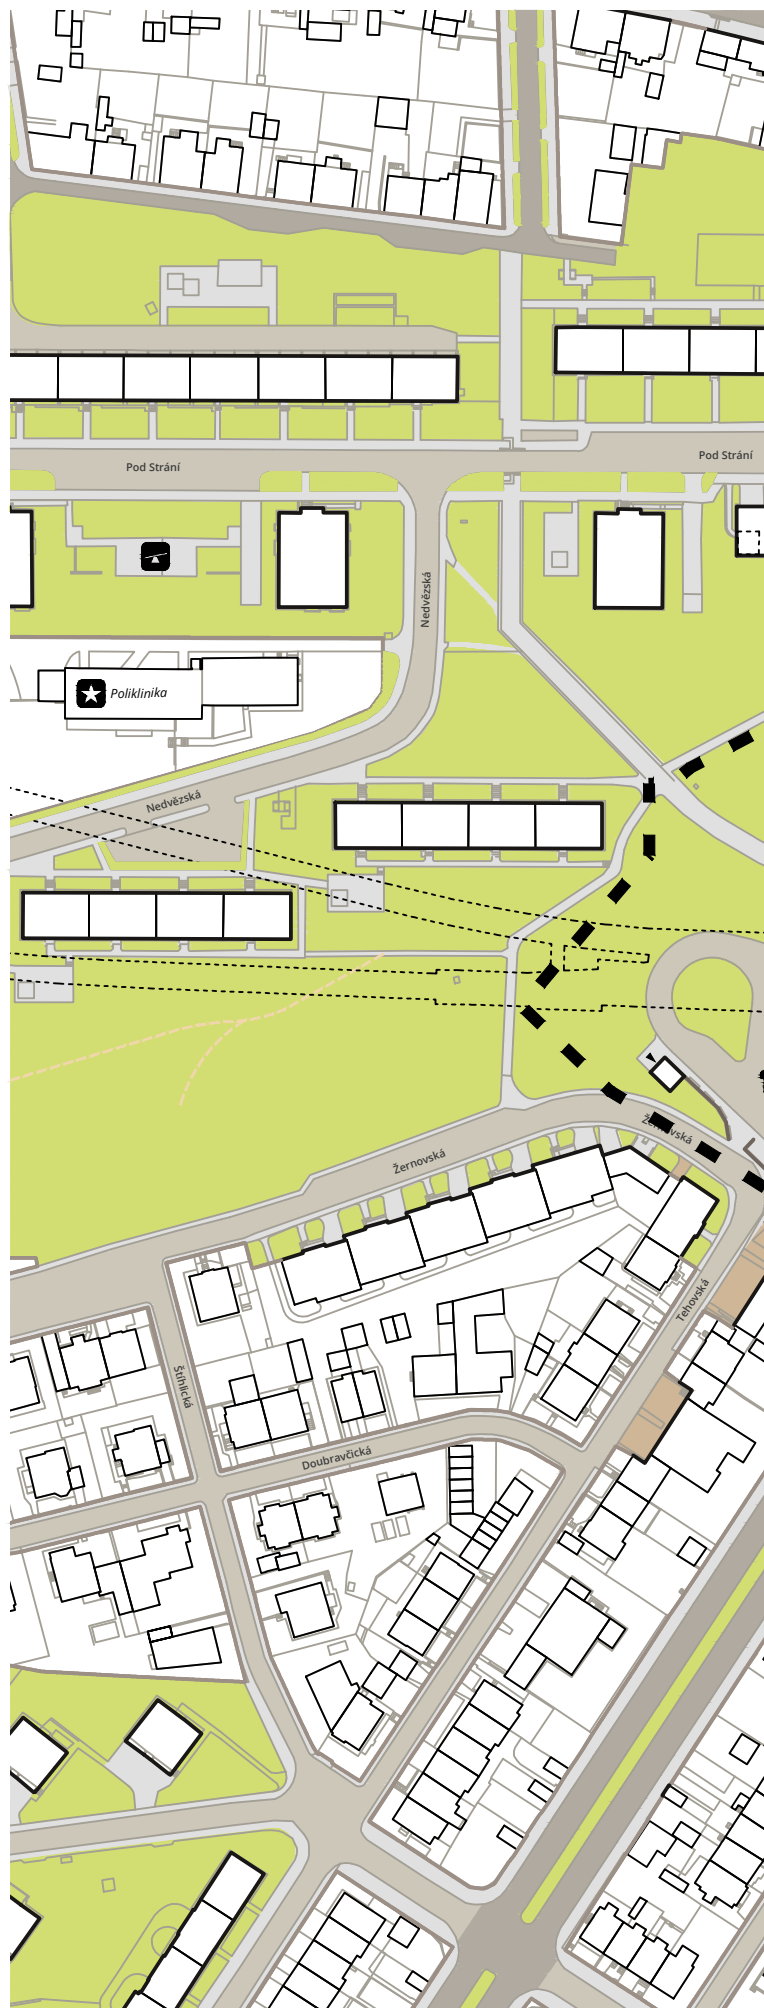 Pod Strání
Pod Strání
Nedvězská
Poliklinika
Nedvězská
Žernovská
Žernovská
Tehovská
Štíhlická
Doubravčická